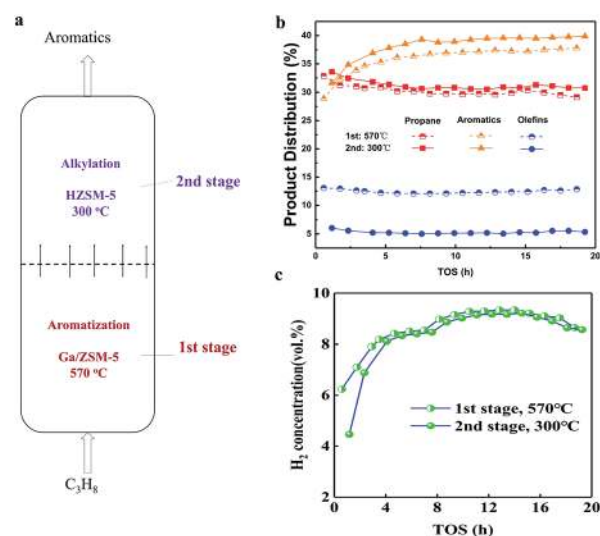 a
Aromatics
Alkylation
HZSM-5
300 °C
2nd stage
Aromatization
Ga/ZSM-5
570 °C
1st stage
C3H8
b
Product Distribution (%)
40
35
30
25
20
15
10
5
Propane Aromatics Olefins
1st: 570℃
2nd: 300℃
0 5 10 15 20
TOS (h)
c
H2 concentration(vol.%)
10
8
6
4
2
1st stage, 570°C
2nd stage, 300°C
0 4 8 12 16 20
TOS (h)